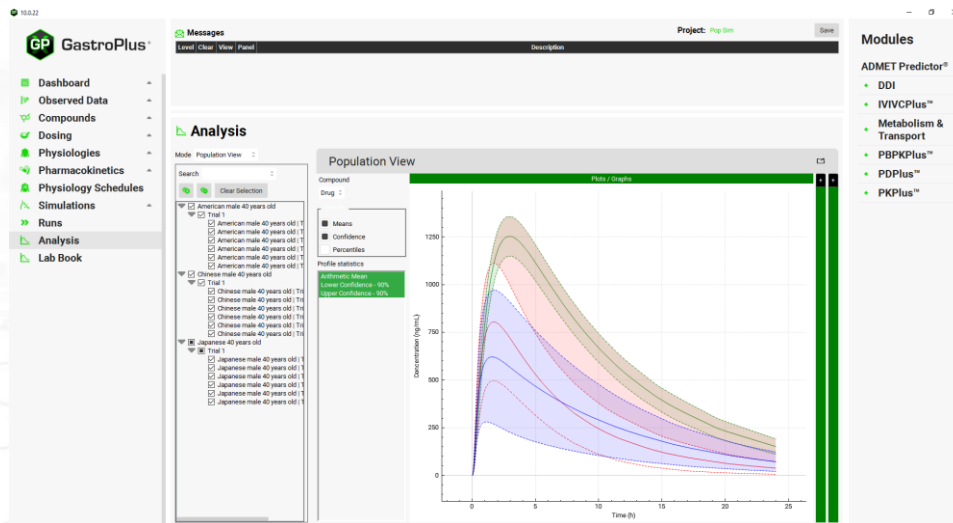 10.0.22
GP GastroPlus®
Dashboard
Observed Data
Compounds
Dosing
Physiologies
Pharmacokinetics
Physiology Schedules
Simulations
Runs
Analysis
Lab Book
Messages
Project: Pop Sim
Save
Level Clear View Panel Description
Analysis
Mode Population View
Search
Clear Selection
American male 40 years old
Trial 1
American male 40 years old | Tri
American male 40 years old | T
American male 40 years old | T
American male 40 years old | T
American male 40 years old | T
American male 40 years old | T
Chinese male 40 years old
Trial 1
Chinese male 40 years old | Tri
Chinese male 40 years old | Tri
Chinese male 40 years old | Tri
Chinese male 40 years old | Tri
Chinese male 40 years old | Tri
Chinese male 40 years old | Tri
Japanese 40 years old
Trial 1
Japanese male 40 years old | T
Japanese male 40 years old | T
Japanese male 40 years old | T
Japanese male 40 years old | T
Japanese male 40 years old | T
Japanese male 40 years old | T
Population View
Compound
Drug
Means
Confidence
Percentiles
Profile statistics
Arithmetic Mean
Lower Confidence - 90%
Upper Confidence - 90%
Plots / Graphs
Concentration (ng/mL)
1250
1000
750
500
250
0
0 5 10 15 20 25
Time (h)
Modules
ADMET Predictor®
DDI
IVIVCPlus™
Metabolism &
Transport
PBPKPlus™
PDPlus™
PKPlus™